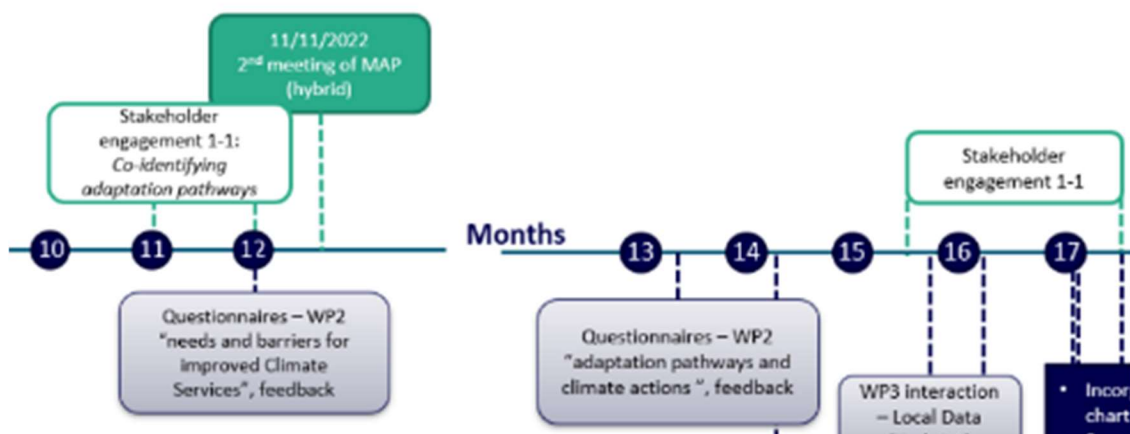 11/11/2022
2nd meeting of MAP
(hybrid)
Stakeholder
engagement 1-1:
Co-identifying
adaptation pathways
10
11
12
Questionnaires – WP2
"needs and barriers for
improved Climate
Services", feedback
Months
13
14
15
16
17
Stakeholder
engagement 1-1
Questionnaires – WP2
"adaptation pathways and
climate actions ", feedback
WP3 interaction
– Local Data
• Incor
chart